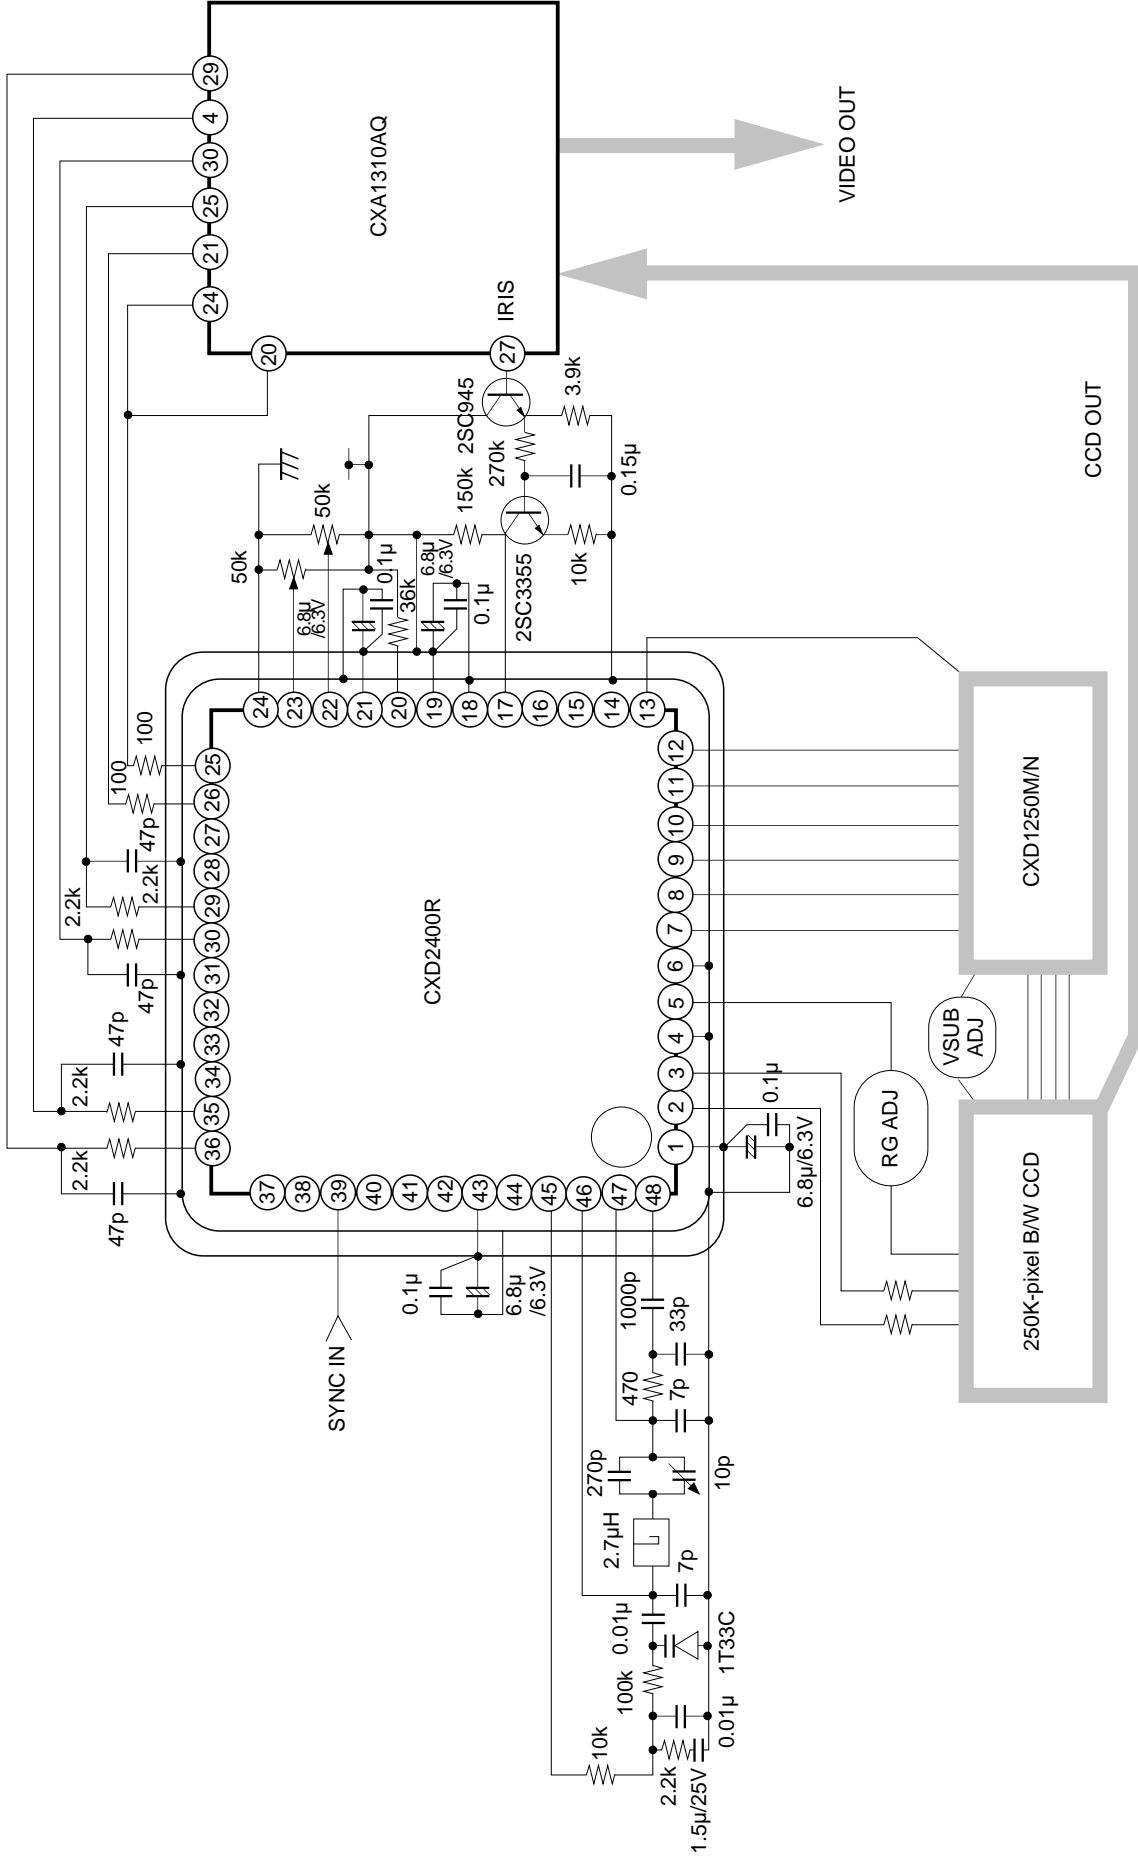 29
4
30
25
21
24
20
27
IRIS
CXA1310AQ
VIDEO OUT
CCD OUT
2SC945
3.9k
270k
0.15µ
150k
2SC3355
10k
50k
50k
6.8µ
/6.3V
0.1µ
36k
6.8µ
/6.3V
0.1µ
24
23
22
21
20
19
18
17
16
15
14
13
100
100
47p
2.2k
2.2k
47p
47p
2.2k
2.2k
47p
25
26
27
28
29
30
31
32
33
34
35
36
CXD2400R
12
11
10
9
8
7
6
5
4
3
2
1
37
38
39
40
41
42
43
44
45
46
47
48
CXD1250M/N
VSUB
ADJ
RG ADJ
250K-pixel B/W CCD
0.1µ
6.8µ/6.3V
SYNC IN
0.1µ
6.8µ
/6.3V
1000p
33p
470
7p
270p
10p
2.7µH
7p
0.01µ
1T33C
100k
0.01µ
10k
2.2k
1.5µ/25V